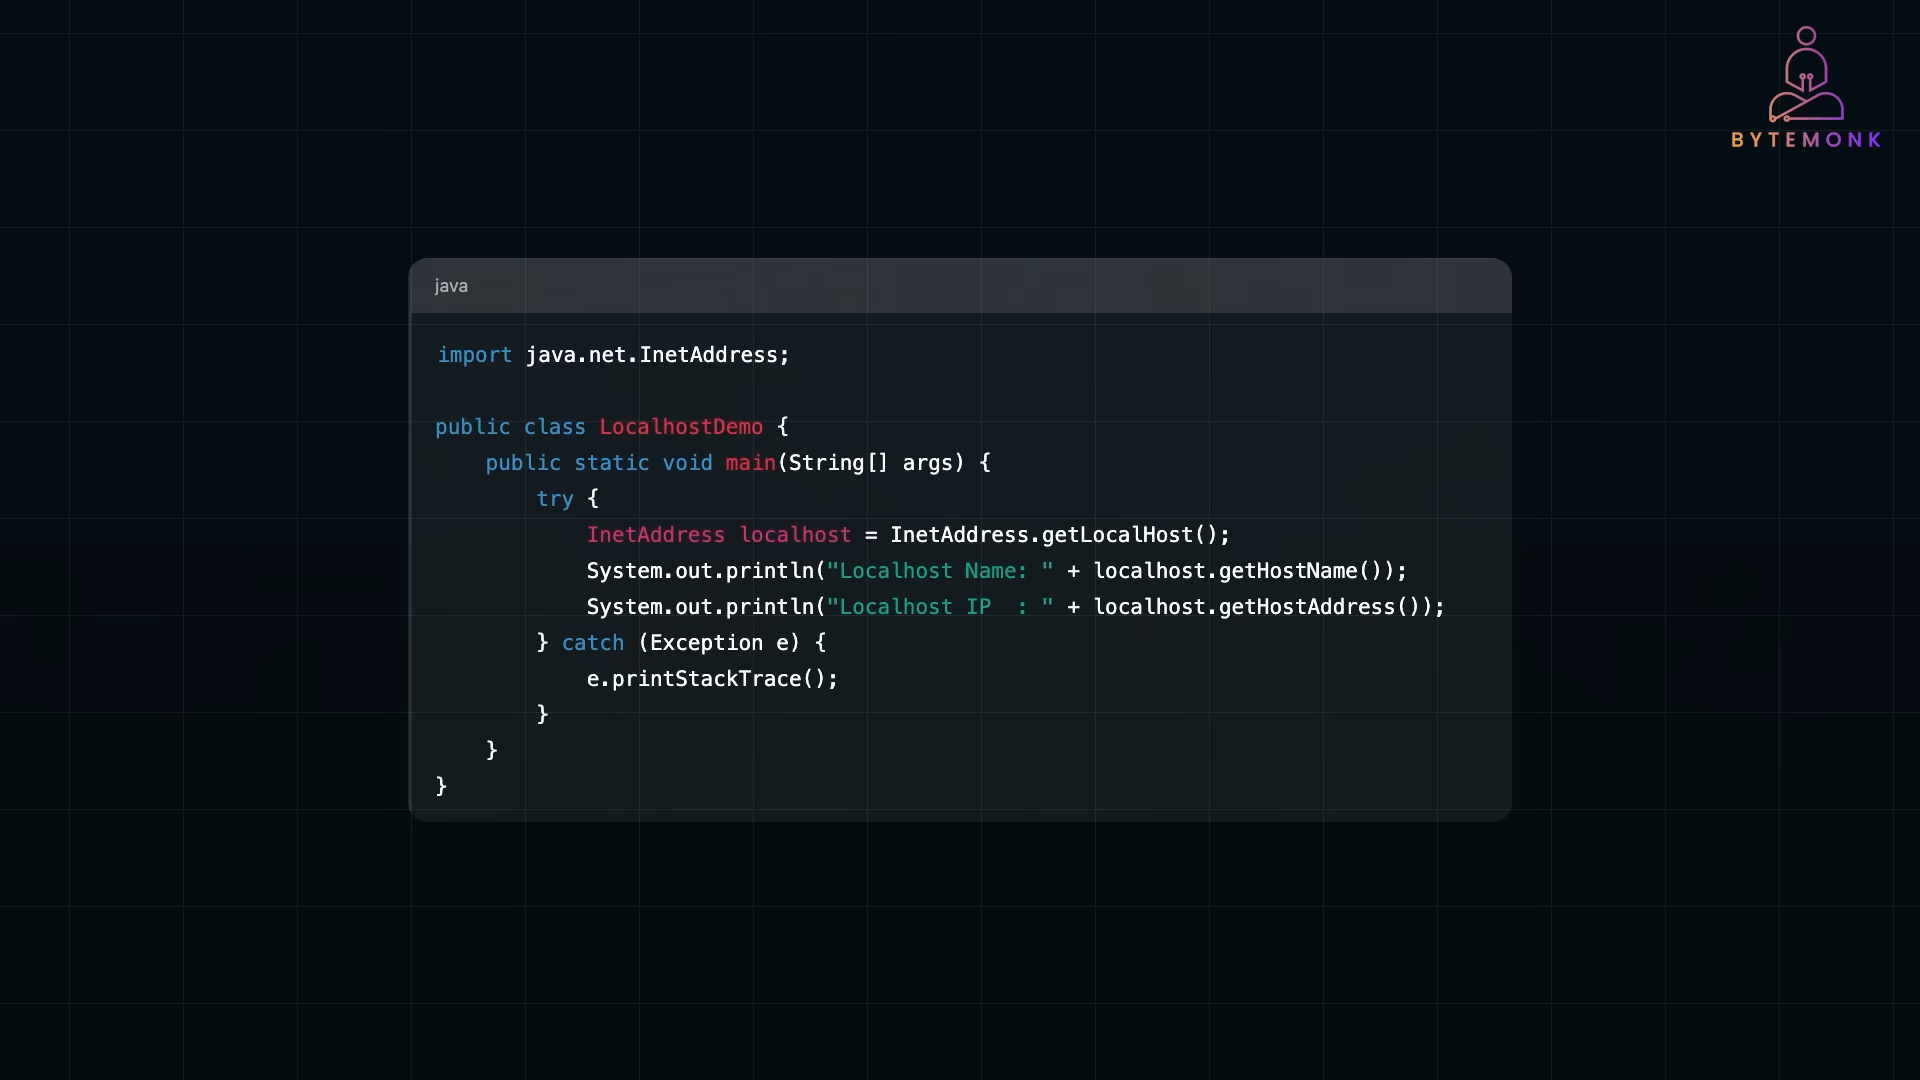 BYTEMONK
java
import java.net.InetAddress;
public class LocalhostDemo {
    public static void main(String[] args) {
        try {
            InetAddress localhost = InetAddress.getLocalHost();
            System.out.println("Localhost Name: " + localhost.getHostName());
            System.out.println("Localhost IP  : " + localhost.getHostAddress());
        } catch (Exception e) {
            e.printStackTrace();
        }
    }
}